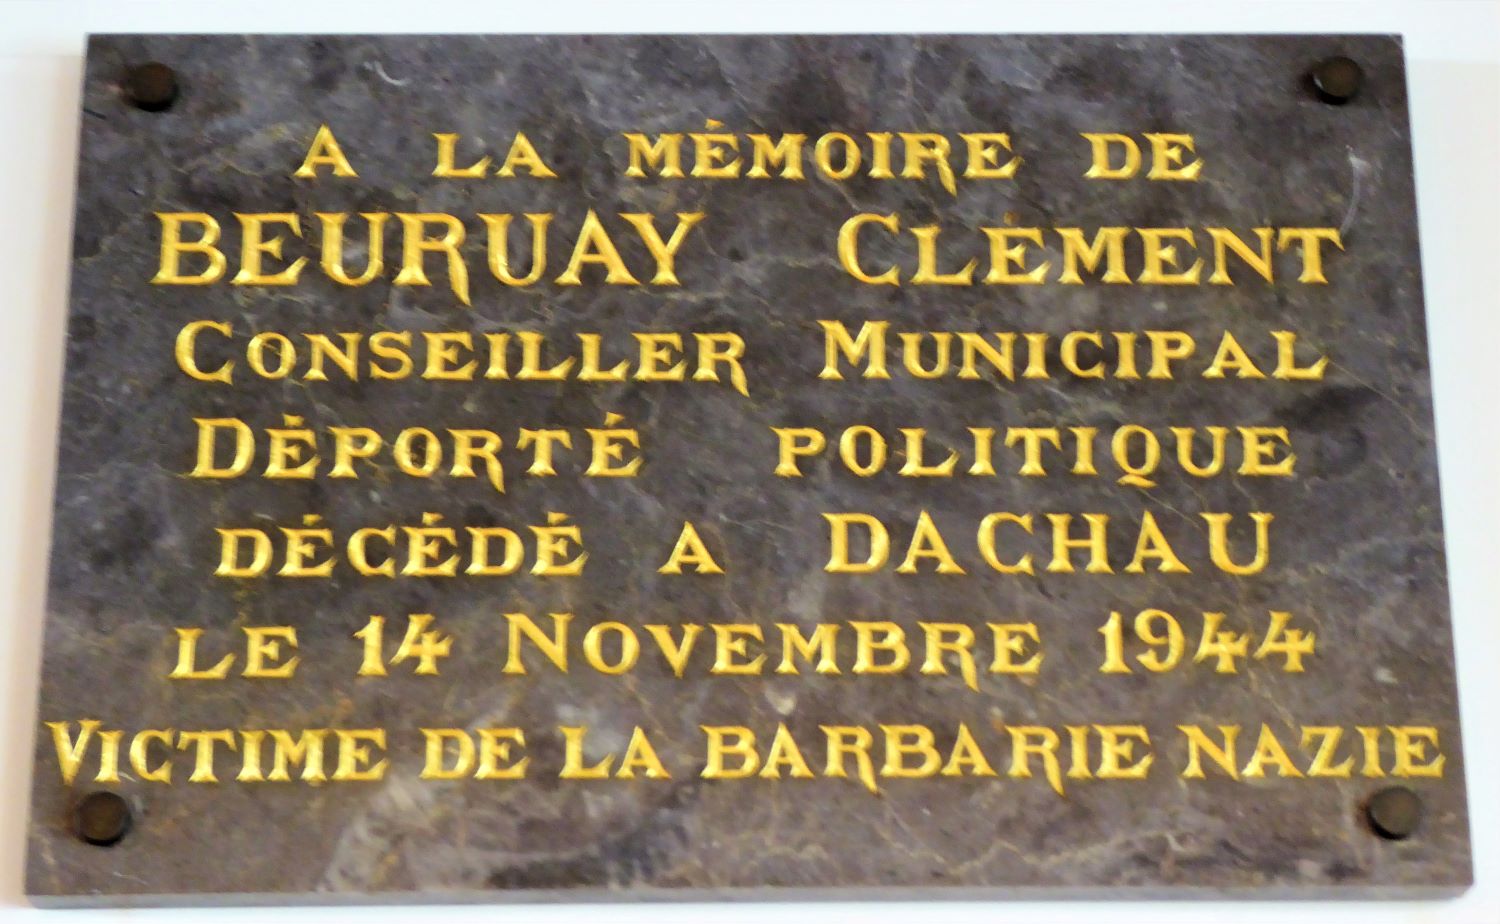 A LA MÉMOIRE DE
BEURUAY CLÉMENT
CONSEILLER MUNICIPAL
DÉPORTÉ POLITIQUE
DÉCÉDÉ A DACHAU
LE 14 NOVEMBRE 1944
VICTIME DE LA BARBARIE NAZIE